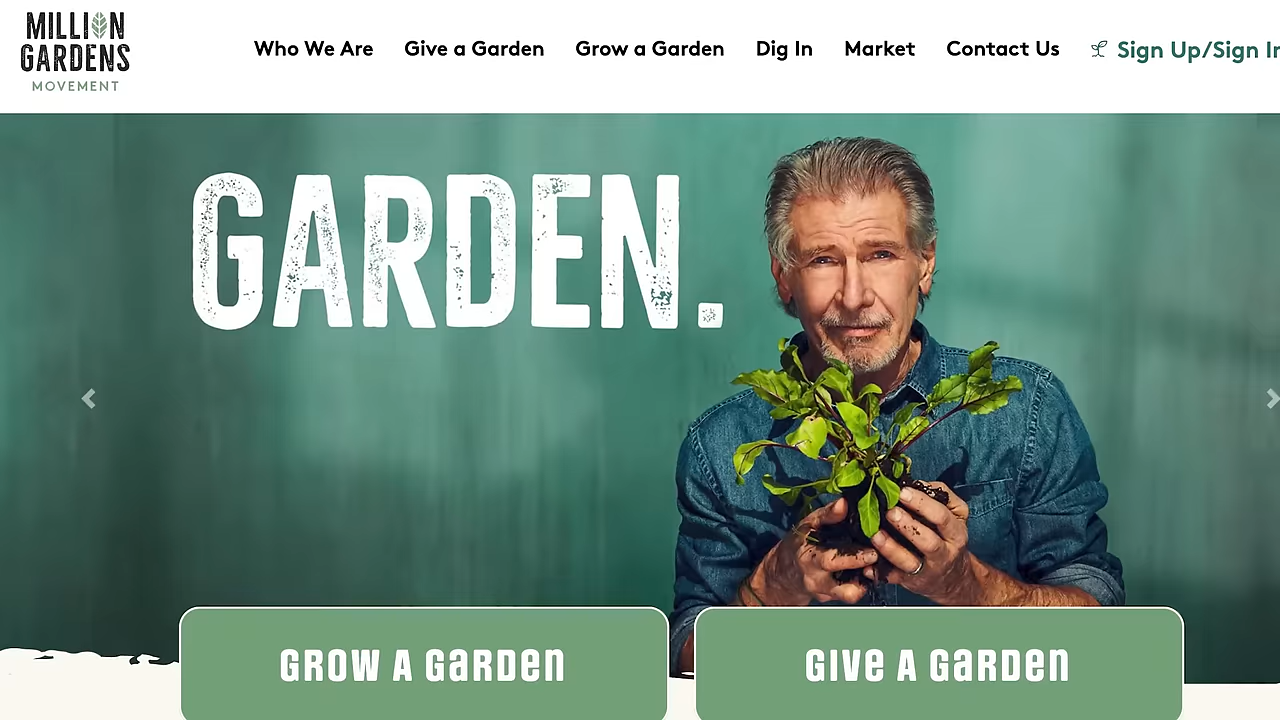 MILLION
GARDENS
MOVEMENT
Who We Are
Give a Garden
Grow a Garden
Dig In
Market
Contact Us
Sign Up/Sign In
GARDEN.
GROW A GARDEN
GIVE A GARDEN